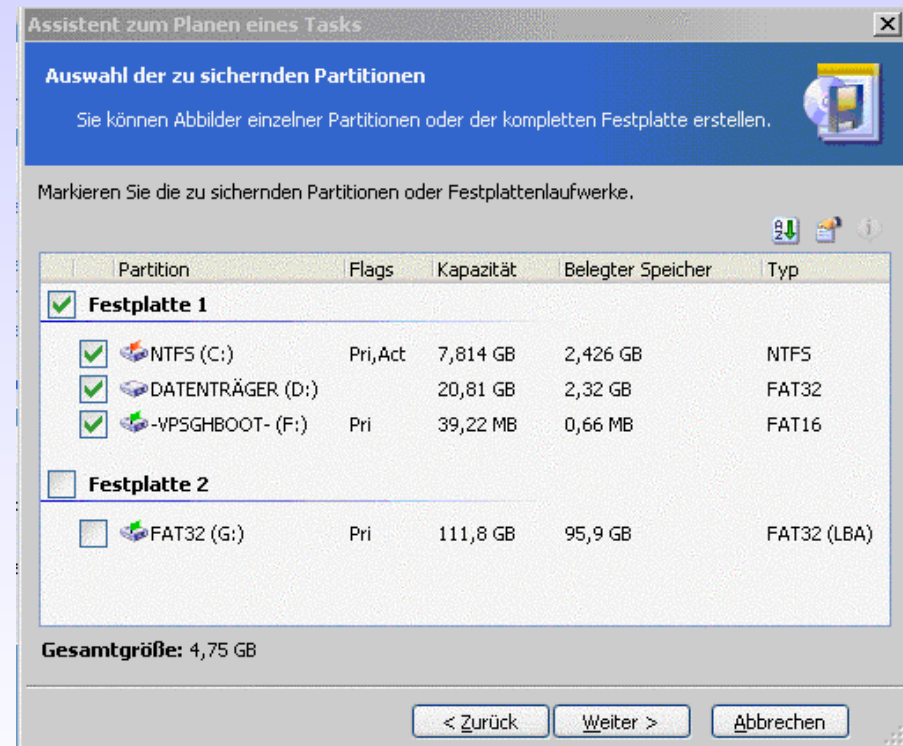 Assistent zum Planen eines Tasks
Auswahl der zu sichernden Partitionen
Sie können Abbilder einzelner Partitionen oder der kompletten Festplatte erstellen.
Markieren Sie die zu sichernden Partitionen oder Festplattenlaufwerke.
Partition Flags Kapazität Belegter Speicher Typ
Festplatte 1
NTFS (C:) Pri,Act 7,814 GB 2,426 GB NTFS
DATENTRÄGER (D:) 20,81 GB 2,32 GB FAT32
-VPSGHBOOT- (F:) Pri 39,22 MB 0,66 MB FAT16
Festplatte 2
FAT32 (G:) Pri 111,8 GB 95,9 GB FAT32 (LBA)
Gesamtgröße: 4,75 GB
< Zurück Weiter > Abbrechen